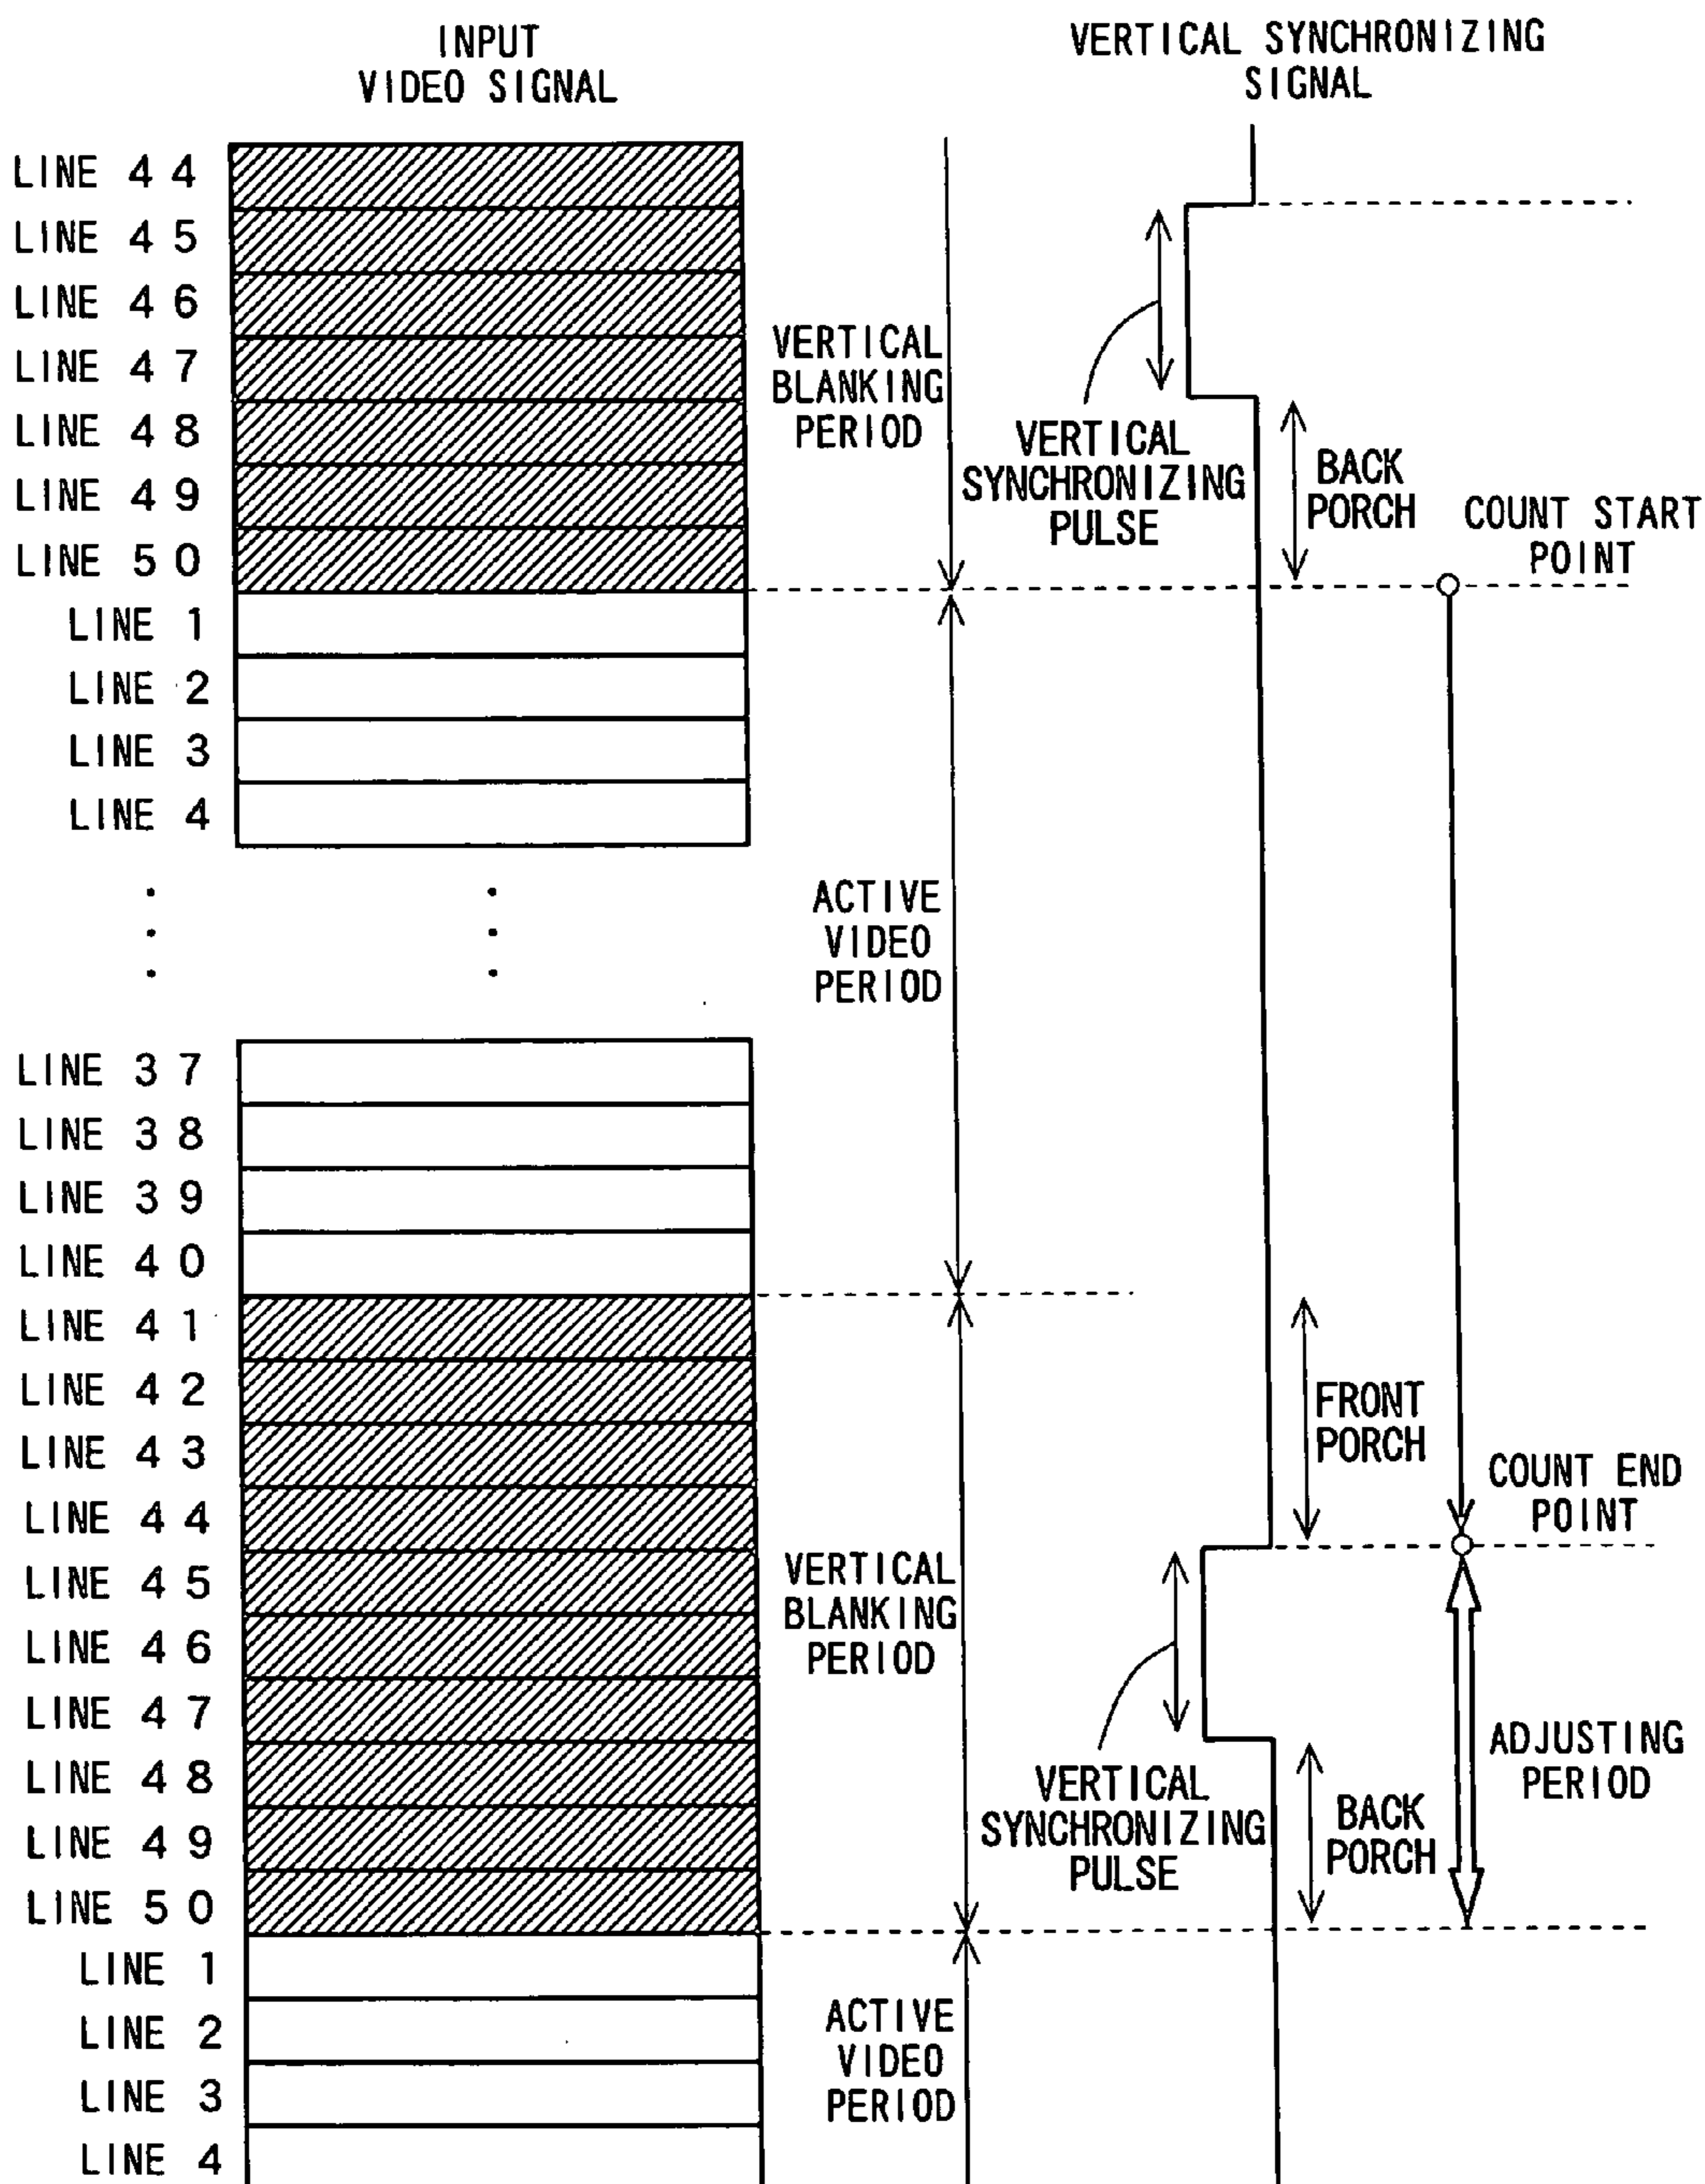 INPUT
VIDEO SIGNAL
VERTICAL SYNCHRONIZING
SIGNAL
LINE 44
LINE 45
LINE 46
LINE 47
LINE 48
LINE 49
LINE 50
LINE 1
LINE 2
LINE 3
LINE 4
VERTICAL
BLANKING
PERIOD
VERTICAL
SYNCHRONIZING
PULSE
BACK
PORCH
COUNT START
POINT
ACTIVE
VIDEO
PERIOD
LINE 37
LINE 38
LINE 39
LINE 40
LINE 41
LINE 42
LINE 43
LINE 44
LINE 45
LINE 46
LINE 47
LINE 48
LINE 49
LINE 50
LINE 1
LINE 2
LINE 3
LINE 4
FRONT
PORCH
COUNT END
POINT
VERTICAL
BLANKING
PERIOD
VERTICAL
SYNCHRONIZING
PULSE
BACK
PORCH
ADJUSTING
PERIOD
ACTIVE
VIDEO
PERIOD